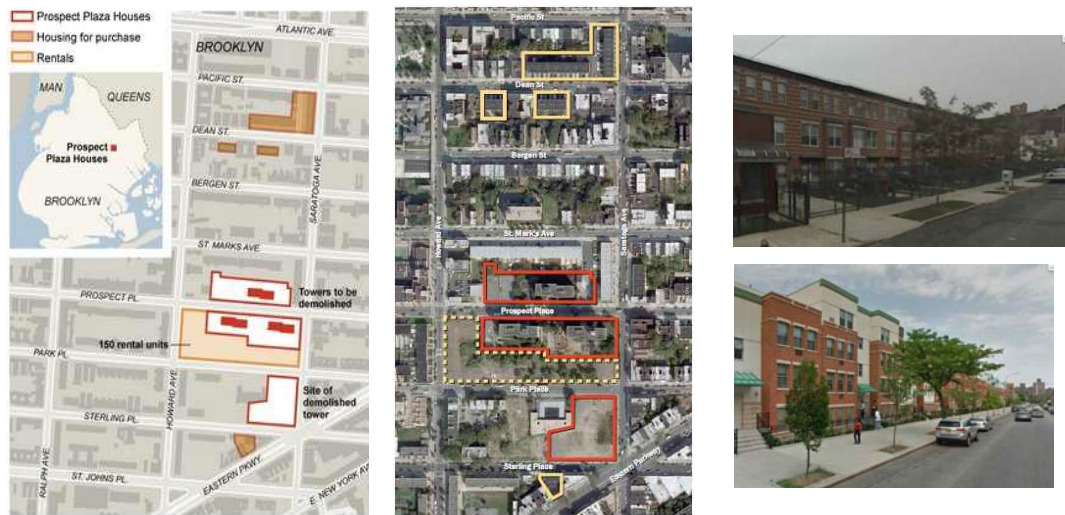 Prospect Plaza Houses
Housing for purchase
Rentals
MAN.
QUEENS
Prospect
Plaza Houses
BROOKLYN
BROOKLYN
ATLANTIC AVE.
PACIFIC ST.
DEAN ST.
BERGEN ST.
SARATOGA AVE.
ST. MARKS AVE.
PROSPECT PL.
Towers to be
demolished
150 rental units
PARK PL.
HOWARD AVE.
Site of
demolished
tower
STERLING PL.
RALPH AVE.
ST. JOHNS PL.
EASTERN PKWY.
E. NEW YORK AV
Pacific St
Dean St
Bergen St
Howard Ave
St. Mark's Ave
Saratoga Ave
Prospect Place
Park Place
Sterling Place
Eastern Parkway